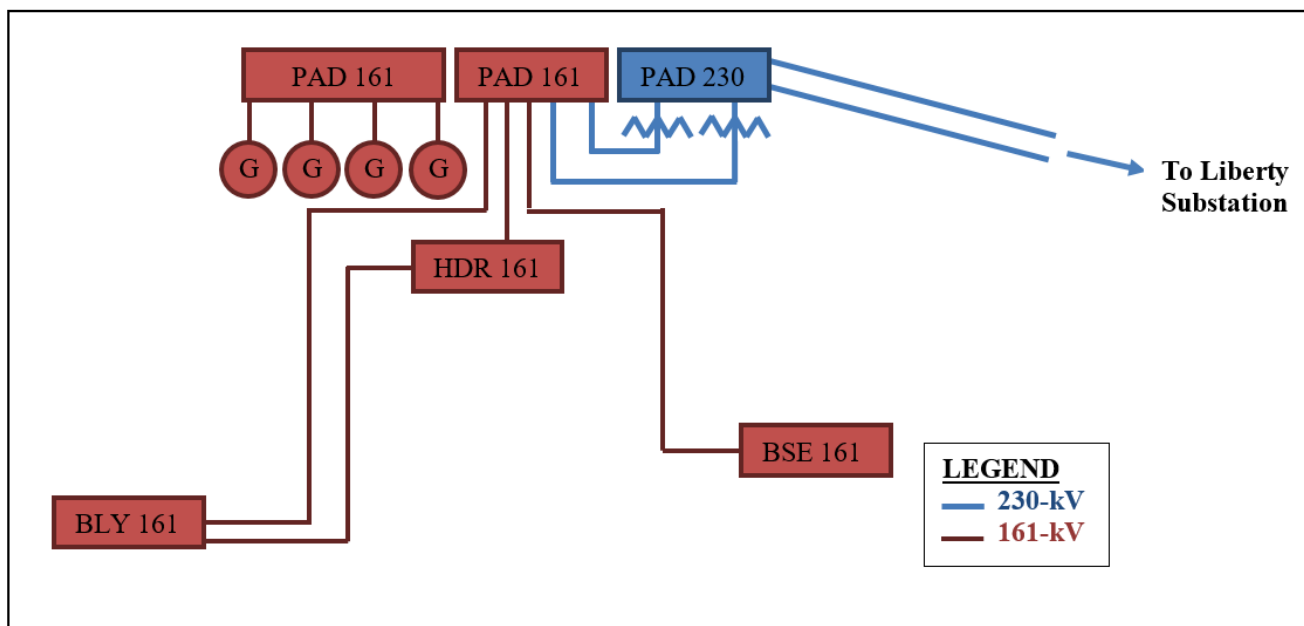 PAD 161
PAD 161
PAD 230
G
G
G
G
To Liberty
Substation
HDR 161
BSE 161
BLY 161
LEGEND
230-kV
161-kV